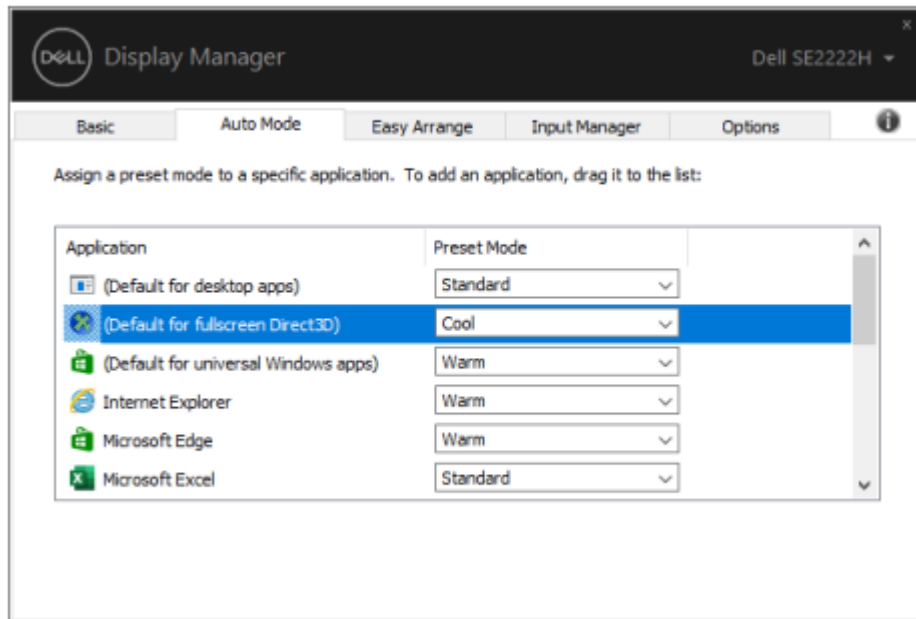 DELL Display Manager Dell SE2222H
Basic Auto Mode Easy Arrange Input Manager Options
Assign a preset mode to a specific application. To add an application, drag it to the list:
Application Preset Mode
(Default for desktop apps) Standard
(Default for fullscreen Direct3D) Cool
(Default for universal Windows apps) Warm
Internet Explorer Warm
Microsoft Edge Warm
Microsoft Excel Standard